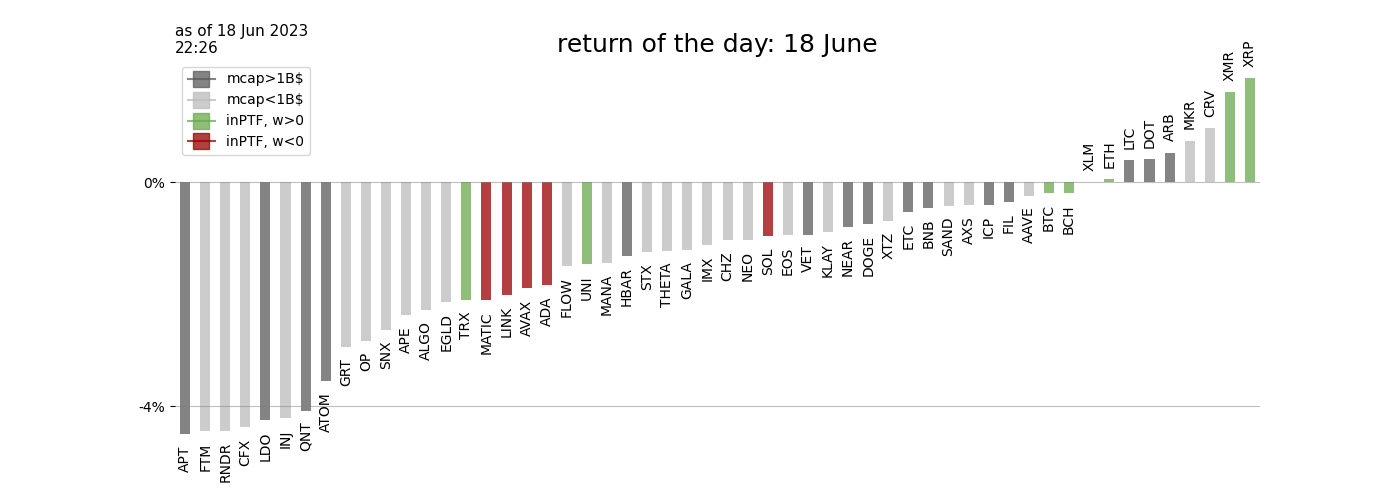 as of 18 Jun 2023
22:26
return of the day: 18 June
mcap>1B$
mcap<1B$
inPTF, w>0
inPTF, w<0
0%
-4%
APT
FTM
RNDR
CFX
LDO
INJ
QNT
ATOM
GRT
OP
SNX
APE
ALGO
EGLD
TRX
MATIC
LINK
AVAX
ADA
FLOW
UNI
MANA
HBAR
STX
THETA
GALA
IMX
CHZ
NEO
SOL
EOS
VET
KLAY
NEAR
DOGE
XTZ
ETC
BNB
SAND
AXS
ICP
FIL
AAVE
BTC
BCH
XLM
ETH
LTC
DOT
ARB
MKR
CRV
XMR
XRP